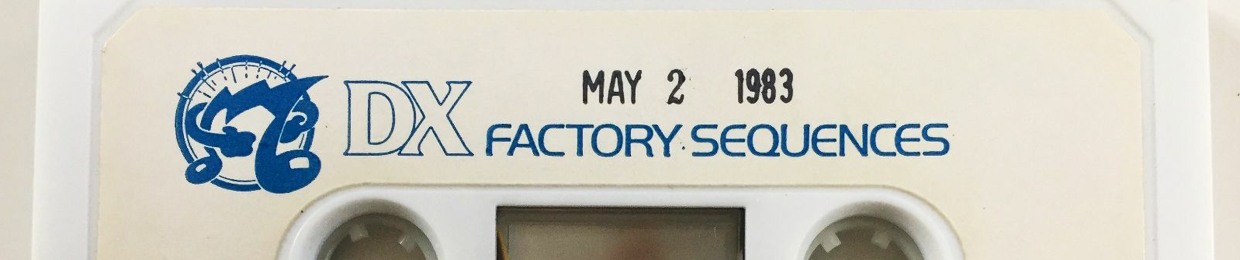 MAY 2 1983
DX FACTORY SEQUENCES